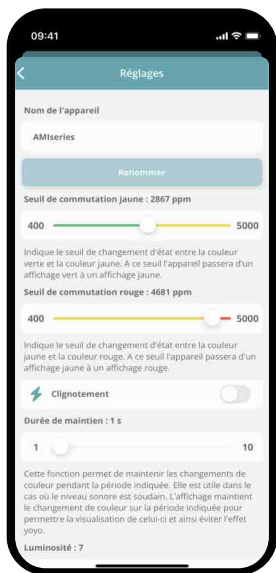 09:41
Réglages
Nom de l'appareil
AMIseries
Renommer
Seuil de commutation jaune : 2867 ppm
400 5000
Indique le seuil de changement d'état entre la couleur
verte et la couleur jaune. A ce seuil l'appareil passera d'un
affichage vert à un affichage jaune.
Seuil de commutation rouge : 4681 ppm
400 5000
Indique le seuil de changement d'état entre la couleur
jaune et la couleur rouge. A ce seuil l'appareil passera d'un
affichage jaune à un affichage rouge.
Clignotement
Durée de maintien : 1 s
1 10
Cette fonction permet de maintenir les changements de
couleur pendant la période indiquée. Elle est utile dans le
cas où le niveau sonore est soudain. L'affichage maintient
le changement de couleur sur la période indiquée pour
permettre la visualisation de celui-ci et ainsi éviter l'effet
yoyo.
Luminosité : 7